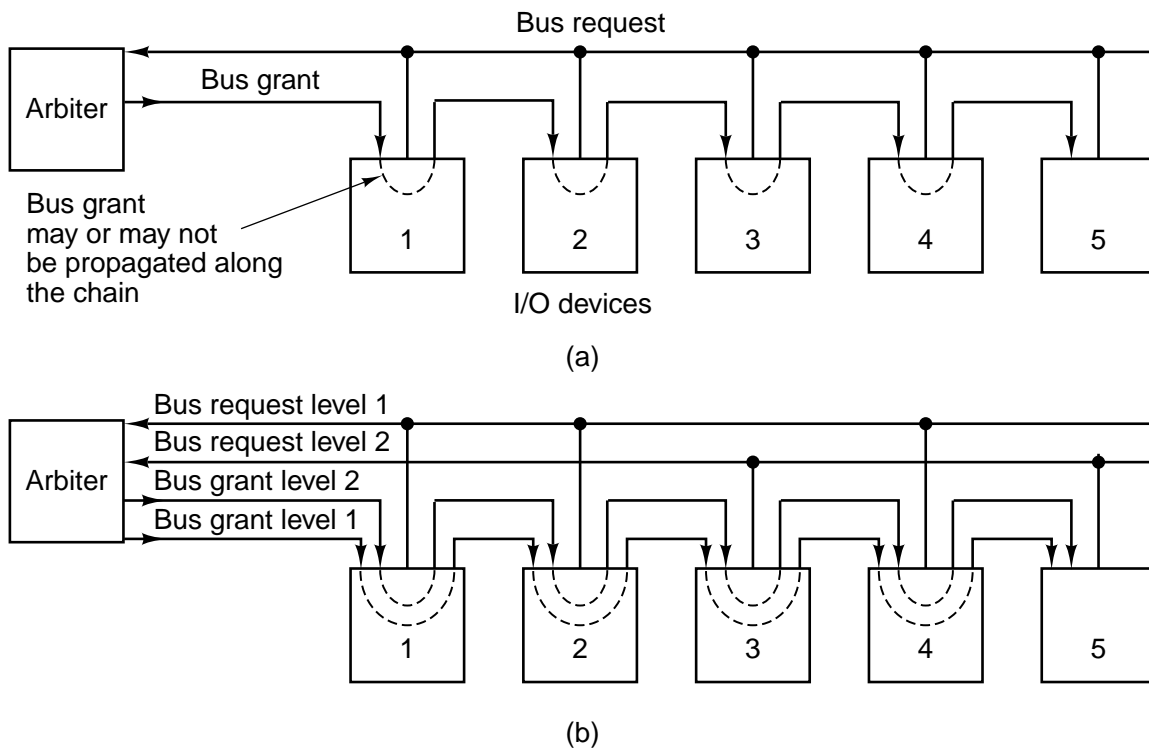 Bus request
Bus grant
Arbiter
Bus grant
may or may not
be propagated along
the chain
1
2
3
4
5
I/O devices
(a)
Bus request level 1
Bus request level 2
Arbiter
Bus grant level 2
Bus grant level 1
1
2
3
4
5
(b)